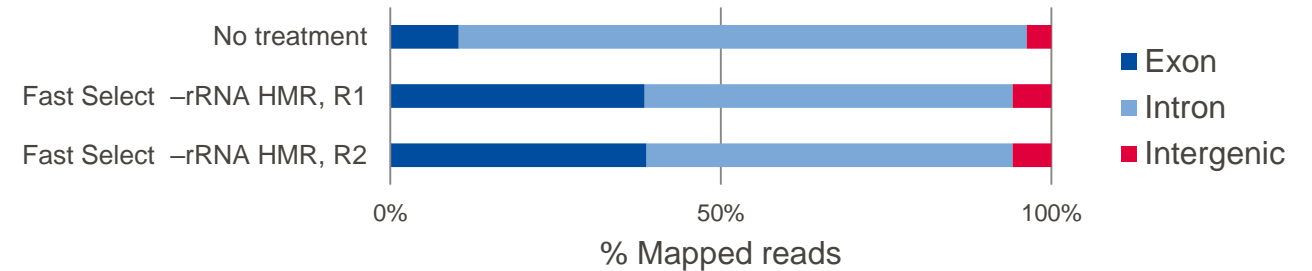 No treatment
Fast Select –rRNA HMR, R1
Fast Select –rRNA HMR, R2
0%
50%
100%
% Mapped reads
Exon
Intron
Intergenic